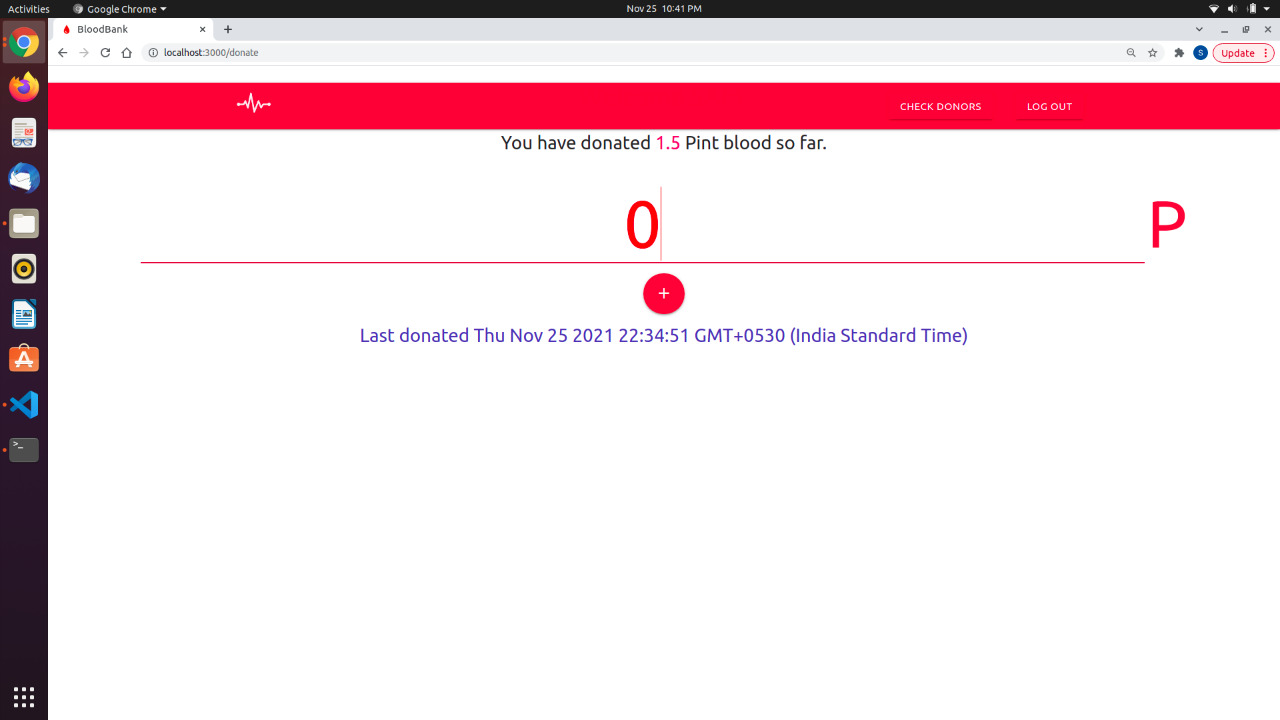 Activities
Google Chrome
Nov 25 10:41 PM
BloodBank
localhost:3000/donate
S
Update
CHECK DONORS
LOG OUT
You have donated 1.5 Pint blood so far.
0
P
+
Last donated Thu Nov 25 2021 22:34:51 GMT+0530 (India Standard Time)